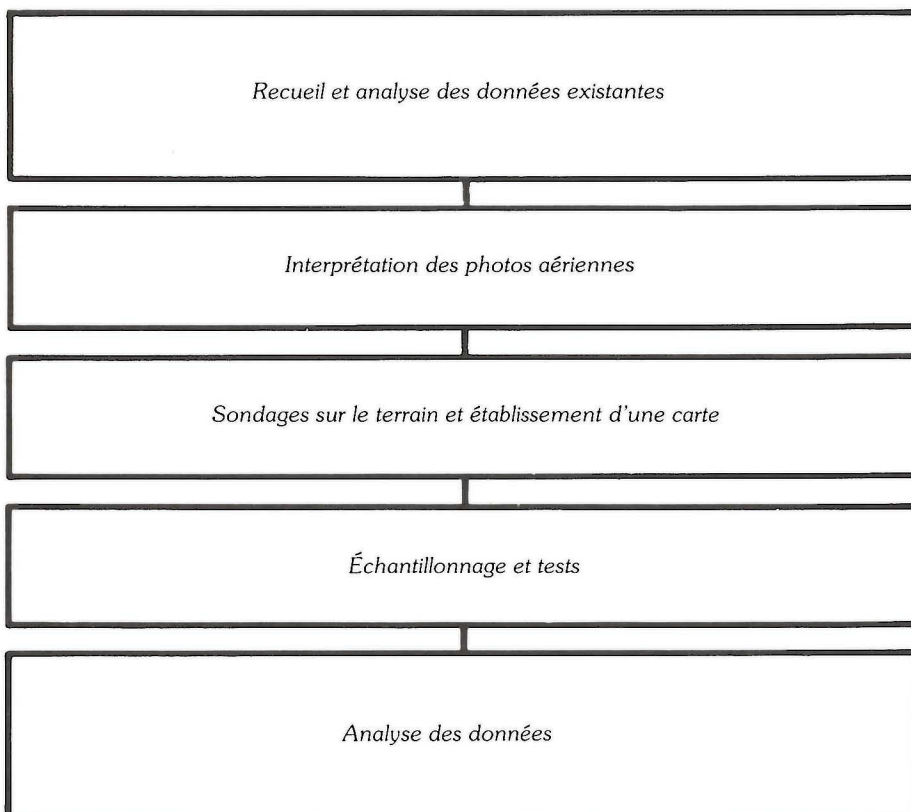 Recueil et analyse des données existantes
Interprétation des photos aériennes
Sondages sur le terrain et établissement d'une carte
Échantillonnage et tests
Analyse des données